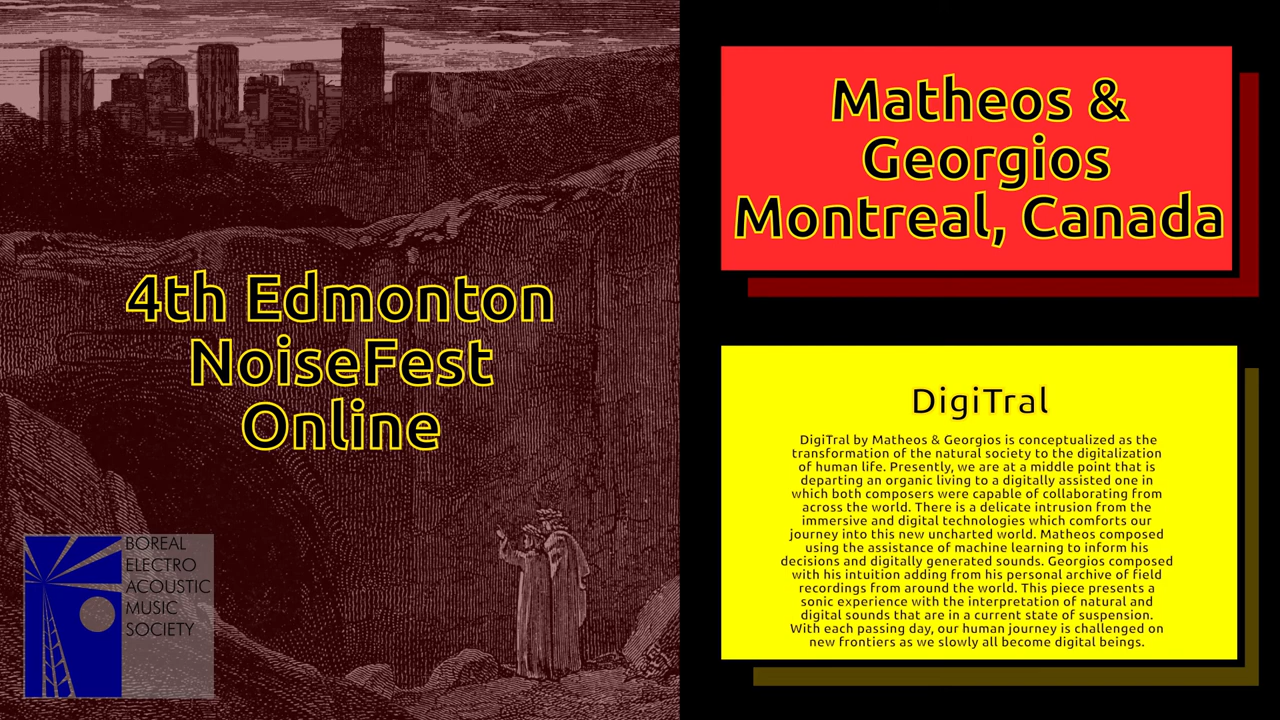 4th Edmonton
NoiseFest
Online
BOREAL
ELECTRO
ACOUSTIC
MUSIC
SOCIETY
Matheos &
Georgios
Montreal, Canada
DigiTral
DigiTral by Matheos & Georgios is conceptualized as the
transformation of the natural society to the digitalization
of human life. Presently, we are at a middle point that is
departing an organic living to a digitally assisted one in
which both composers were capable of collaborating from
across the world. There is a delicate intrusion from the
immersive and digital technologies which comforts our
journey into this new uncharted world. Matheos composed
using the assistance of machine learning to inform his
decisions and digitally generated sounds. Georgios composed
with his intuition adding from his personal archive of field
recordings from around the world. This piece presents a
sonic experience with the interpretation of natural and
digital sounds that are in a current state of suspension.
With each passing day, our human journey is challenged on
new frontiers as we slowly all become digital beings.